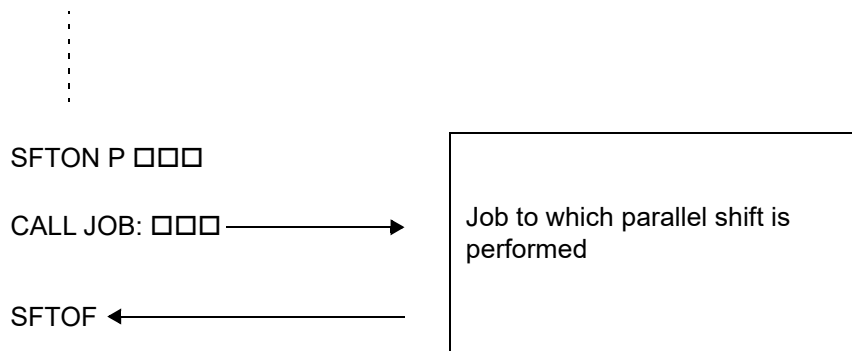 SFTON P □□□
CALL JOB: □□□
Job to which parallel shift is
performed
SFTOF